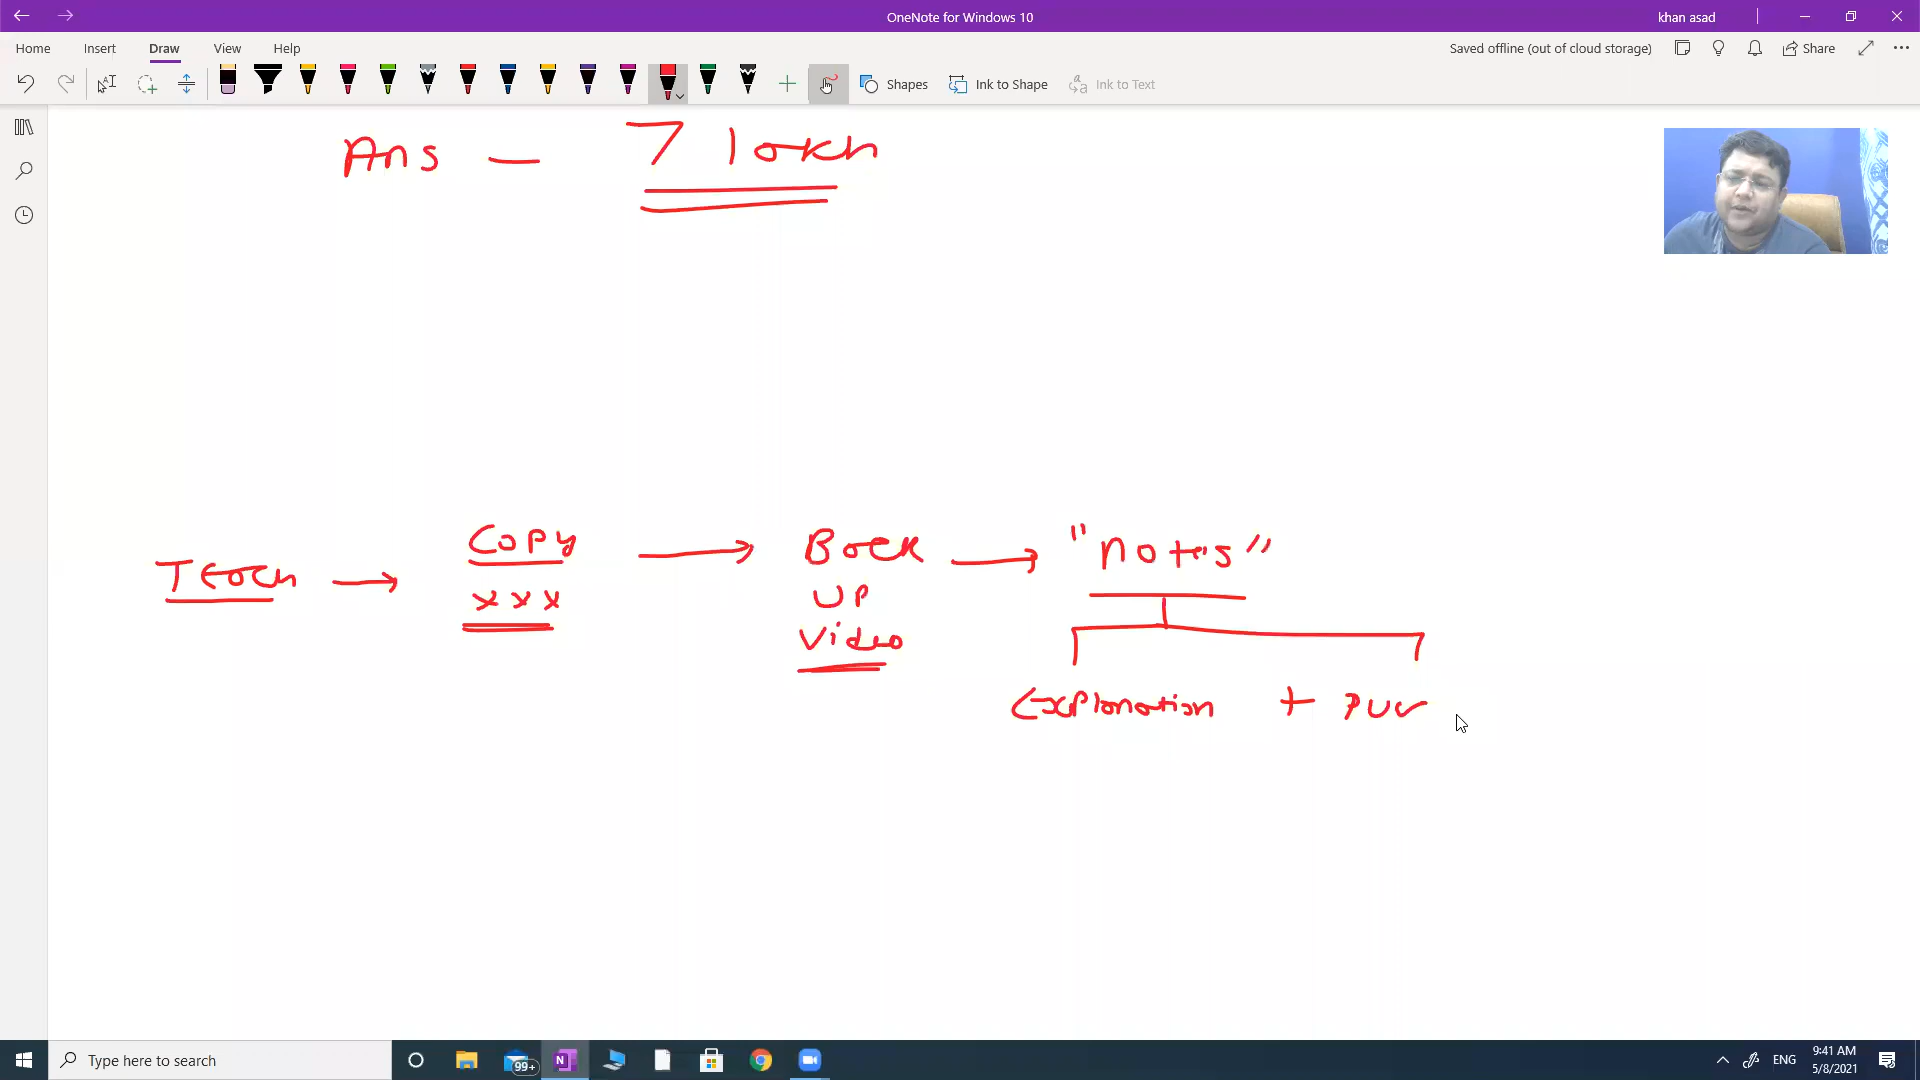 OneNote for Windows 10
khan asad
Home Insert Draw View Help
Saved offline (out of cloud storage)
Share
Shapes
Ink to Shape
Ink to Text
Ans – 7 lakh
Teach → Copy → Back → "notes"
xxx
UP
Video
Explanation +
Type here to search
99+
ENG
9:41 AM
5/8/2021